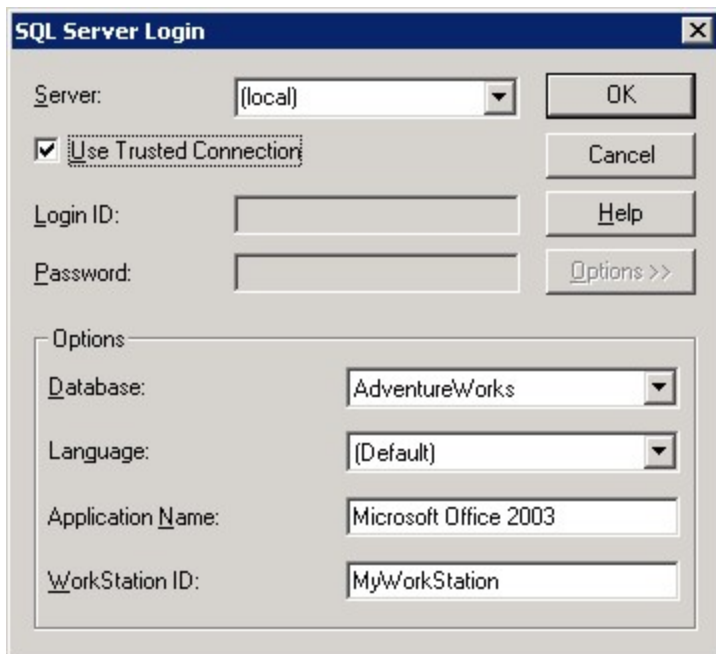 SQL Server Login
Server: (local) OK
Use Trusted Connection Cancel
Login ID: Help
Password: Options >>
Options
Database: AdventureWorks
Language: (Default)
Application Name: Microsoft Office 2003
WorkStation ID: MyWorkStation